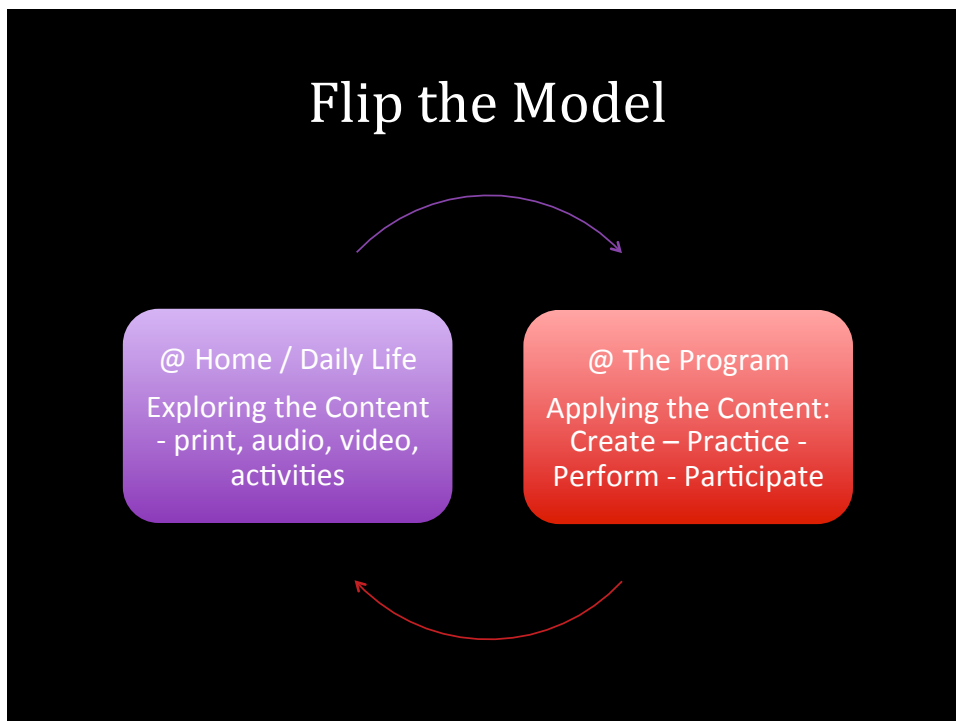 Flip the Model
@ Home / Daily Life
Exploring the Content
- print, audio, video,
activities
@ The Program
Applying the Content:
Create – Practice -
Perform - Participate